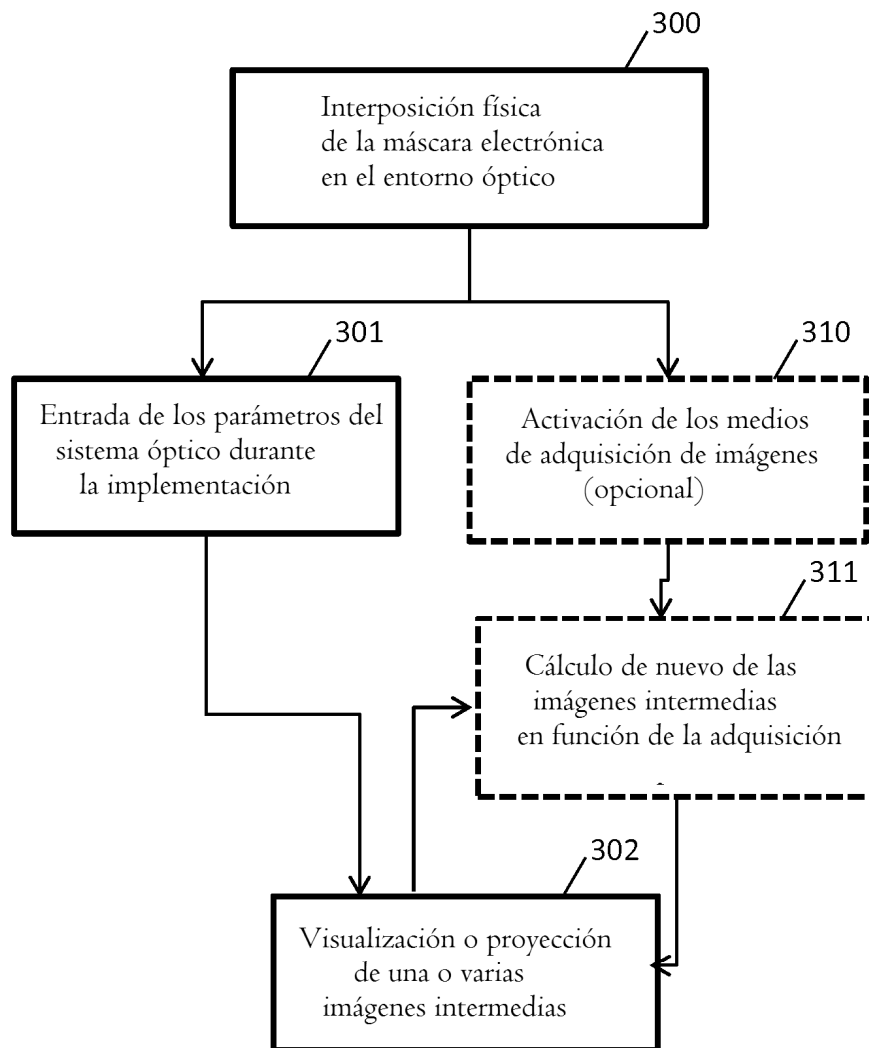 300
Interposición física
de la máscara electrónica
en el entorno óptico
301
Entrada de los parámetros del
sistema óptico durante
la implementación
310
Activación de los medios
de adquisición de imágenes
(opcional)
311
Cálculo de nuevo de las
imágenes intermedias
en función de la adquisición
302
Visualización o proyección
de una o varias
imágenes intermedias